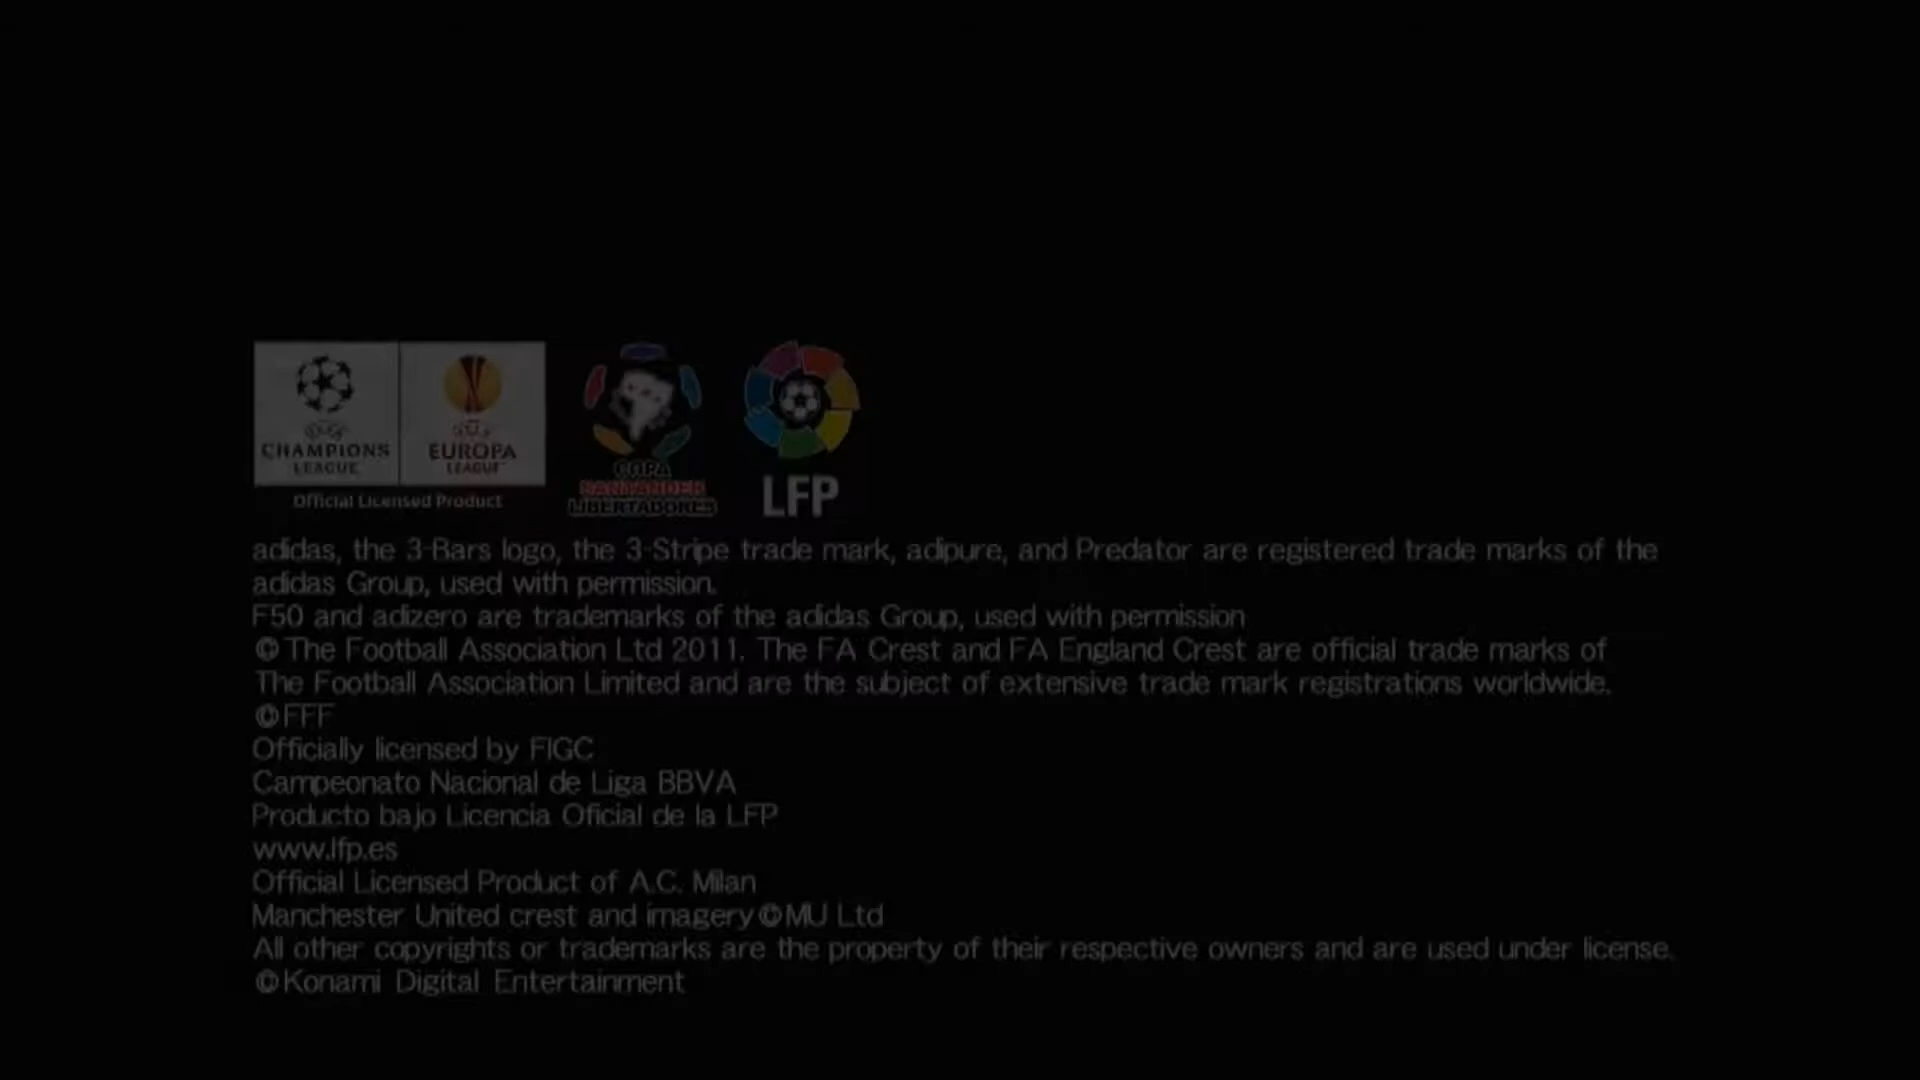 CHAMPIONS LEAGUE
EUROPA LEAGUE
Official Licensed Product
COPA SANTANDER LIBERTADORES
LFP
adidas, the 3-Bars logo, the 3-Stripe trade mark, adipure, and Predator are registered trade marks of the
adidas Group, used with permission.
F50 and adizero are trademarks of the adidas Group, used with permission
©The Football Association Ltd 2011. The FA Crest and FA England Crest are official trade marks of
The Football Association Limited and are the subject of extensive trade mark registrations worldwide.
©FFF
Officially licensed by FIGC
Campeonato Nacional de Liga BBVA
Producto bajo Licencia Oficial de la LFP
www.lfp.es
Official Licensed Product of A.C. Milan
Manchester United crest and imagery©MU Ltd
All other copyrights or trademarks are the property of their respective owners and are used under license.
©Konami Digital Entertainment